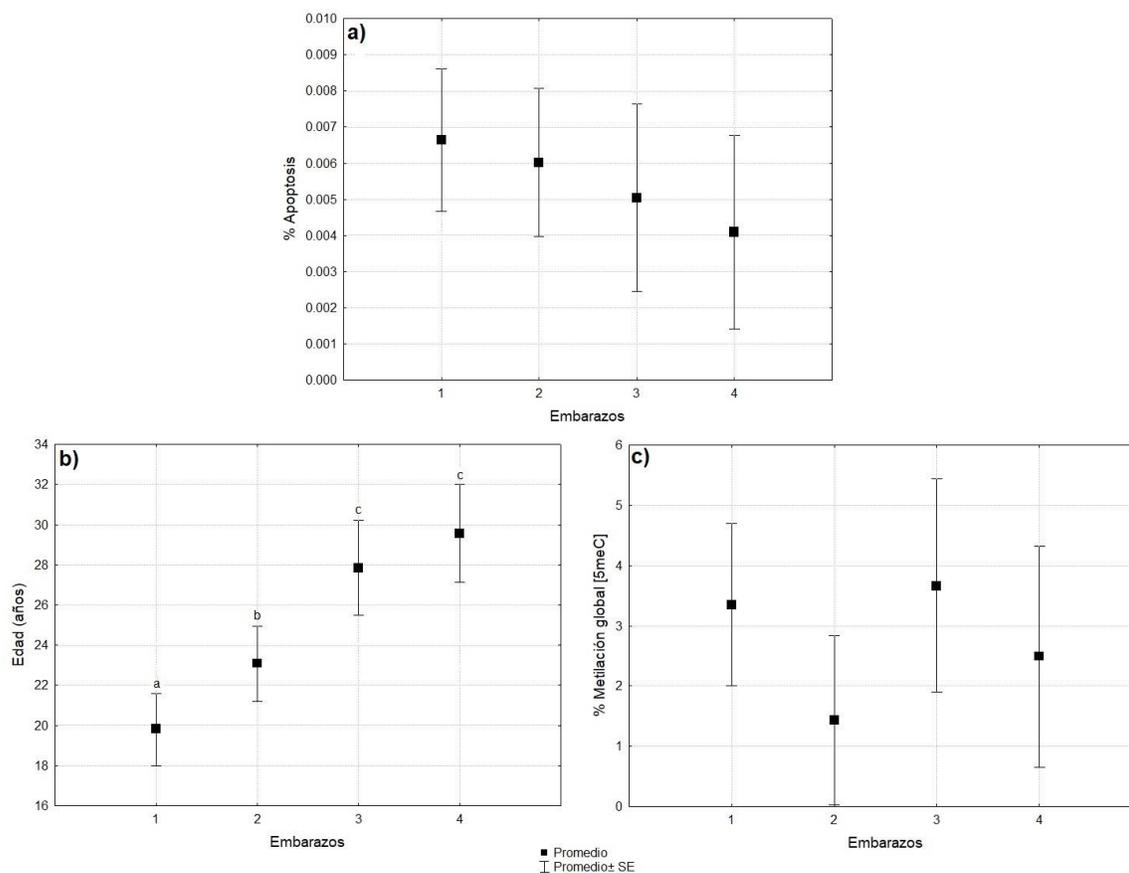 a)
% Apoptosis
0.010
0.009
0.008
0.007
0.006
0.005
0.004
0.003
0.002
0.001
0.000
1 2 3 4
Embarazos
b)
Edad (años)
34
32
30
28
26
24
22
20
18
16
a
b
c
c
1 2 3 4
Embarazos
c)
% Metilación global [5meC]
6
5
4
3
2
1
0
1 2 3 4
Embarazos
Promedio
Promedio± SE